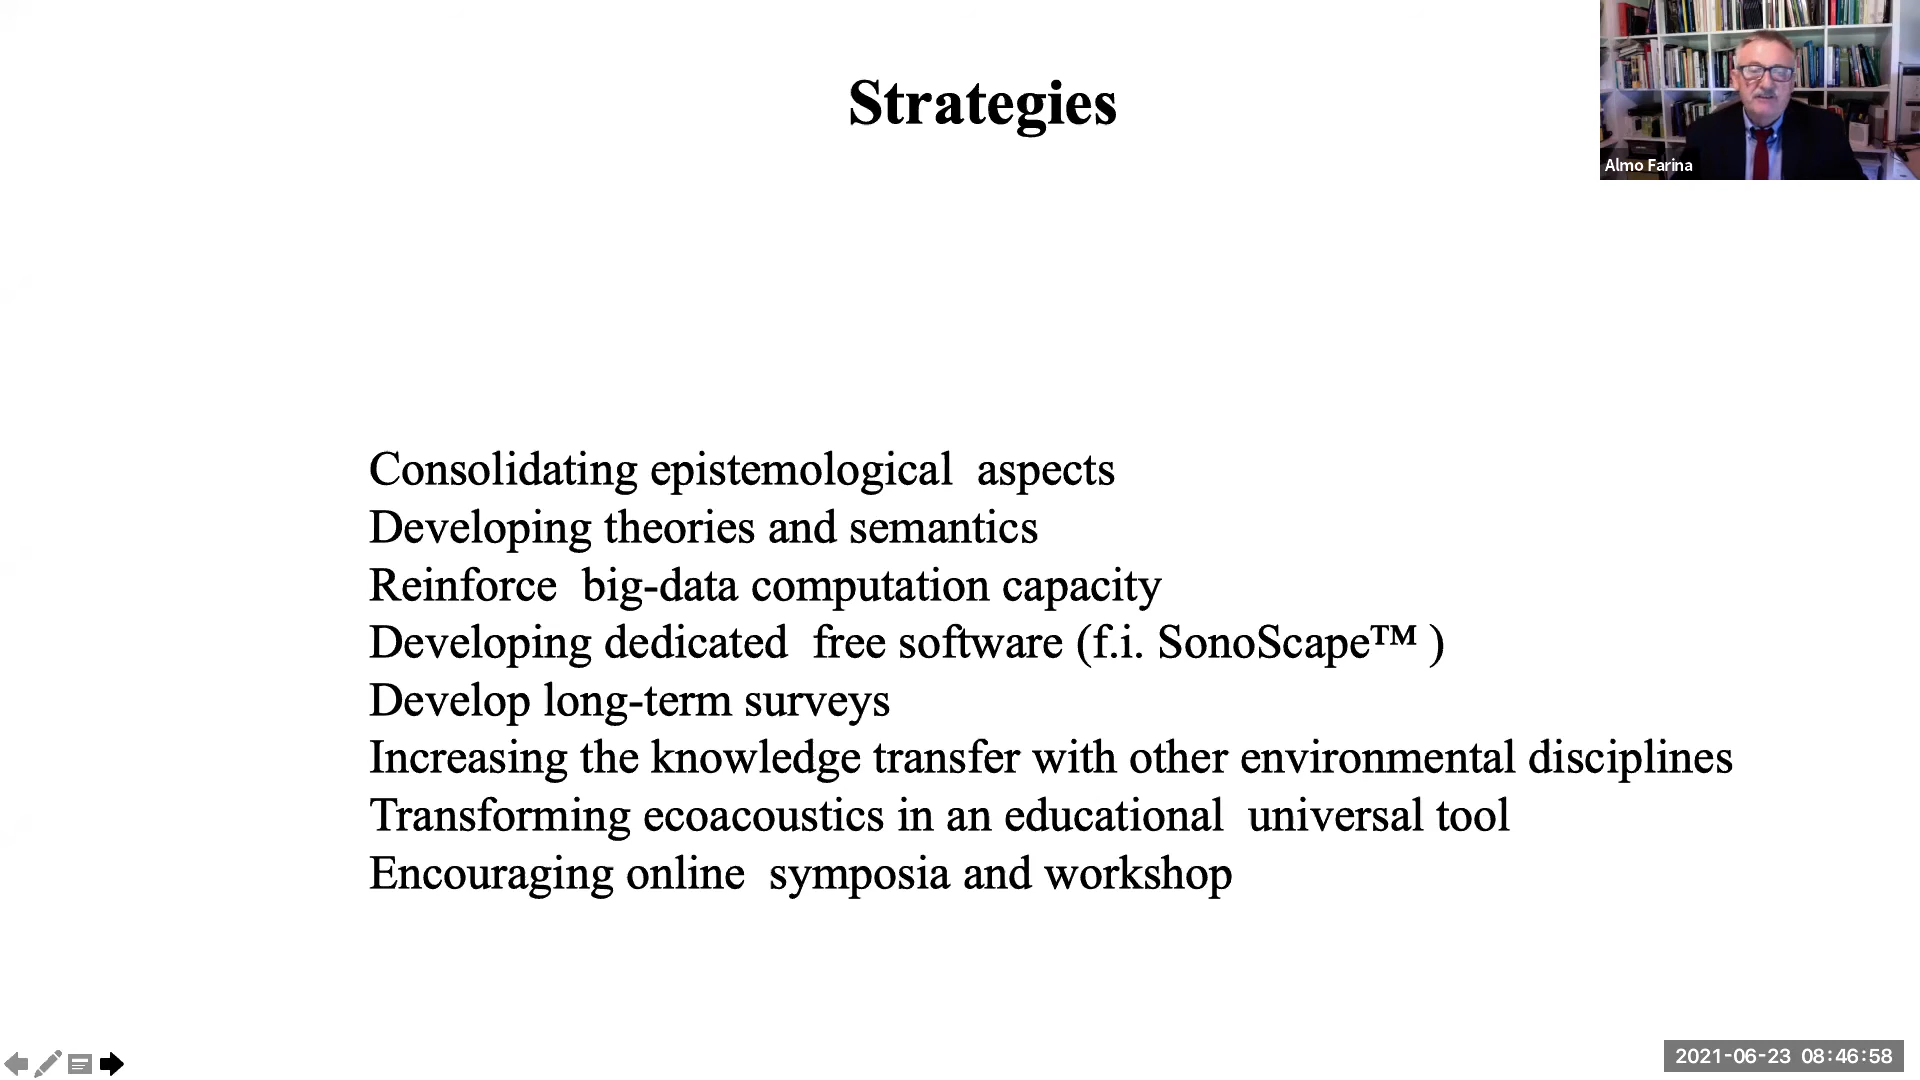 Strategies
Almo Farina
Consolidating epistemological aspects
Developing theories and semantics
Reinforce big-data computation capacity
Developing dedicated free software (f.i. SonoScape™ )
Develop long-term surveys
Increasing the knowledge transfer with other environmental disciplines
Transforming ecoacoustics in an educational universal tool
Encouraging online symposia and workshop
2021-06-23 08:46:58